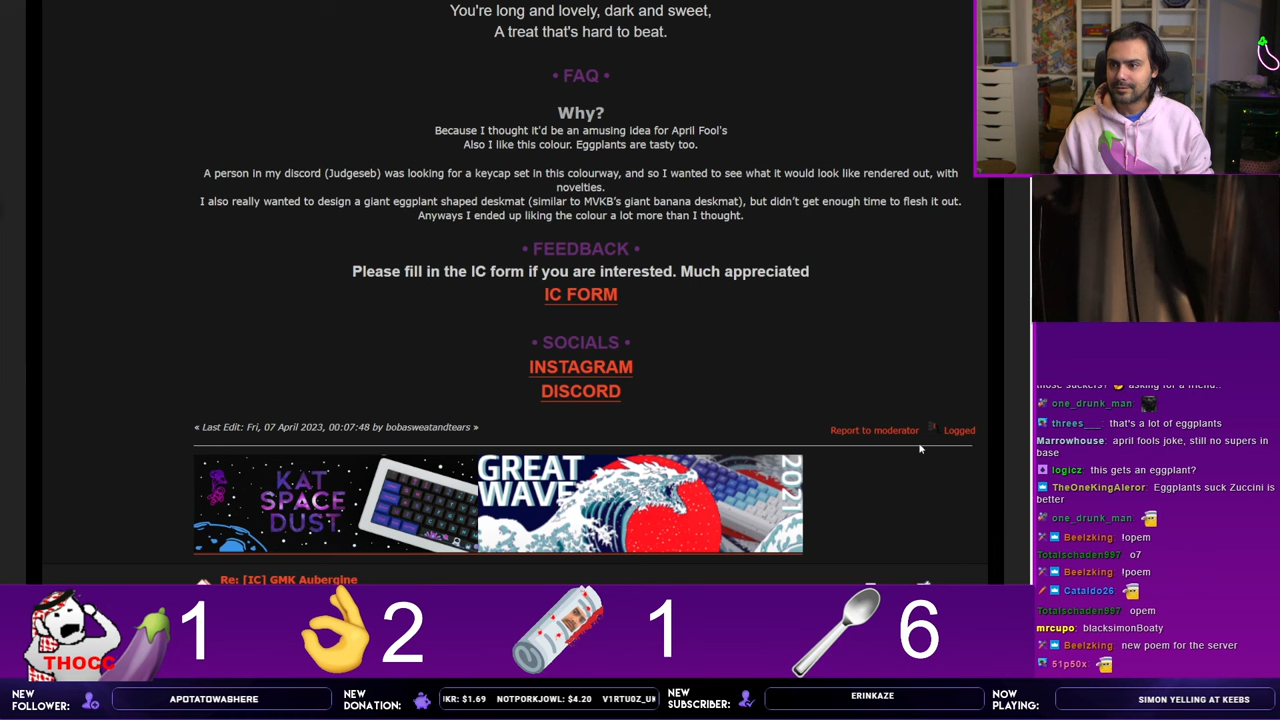 You're long and lovely, dark and sweet,
A treat that's hard to beat.
• FAQ •
Why?
Because I thought it'd be an amusing idea for April Fool's
Also I like this colour. Eggplants are tasty too.
A person in my discord (Judgeseb) was looking for a keycap set in this colourway, and so I wanted to see what it would look like rendered out, with
novelties.
I also really wanted to design a giant eggplant shaped deskmat (similar to MVKB's giant banana deskmat), but didn't get enough time to flesh it out.
Anyways I ended up liking the colour a lot more than I thought.
• FEEDBACK •
Please fill in the IC form if you are interested. Much appreciated
IC FORM
• SOCIALS •
INSTAGRAM
DISCORD
« Last Edit: Fri, 07 April 2023, 00:07:48 by bobasweatandtears »
Report to moderator
Logged
KAT
SPACE
DUST
GREAT
WAVE
2021
Re: [IC] GMK Aubergine
those suckers? asking for a friend..
one_drunk_man:
threes___: that's a lot of eggplants
Marrowhouse: april fools joke, still no supers in
base
logicz: this gets an eggplant?
TheOneKingAleror: Eggplants suck Zuccini is
better
one_drunk_man:
Beelzking: !opem
Totalschaden997: o7
Beelzking: !poem
Cataldo26:
Totalschaden997: opem
mrcupo: blacksimonBoaty
Beelzking: new poem for the server
51p50x:
THOCC
1
2
1
6
NEW
FOLLOWER:
APOTATOWASHERE
NEW
DONATION:
IKR: $1.69 NOTPORKJOWL: $4.20 V1RTU0Z_UK
NEW
SUBSCRIBER:
ERINKAZE
NOW
PLAYING:
SIMON YELLING AT KEEBS